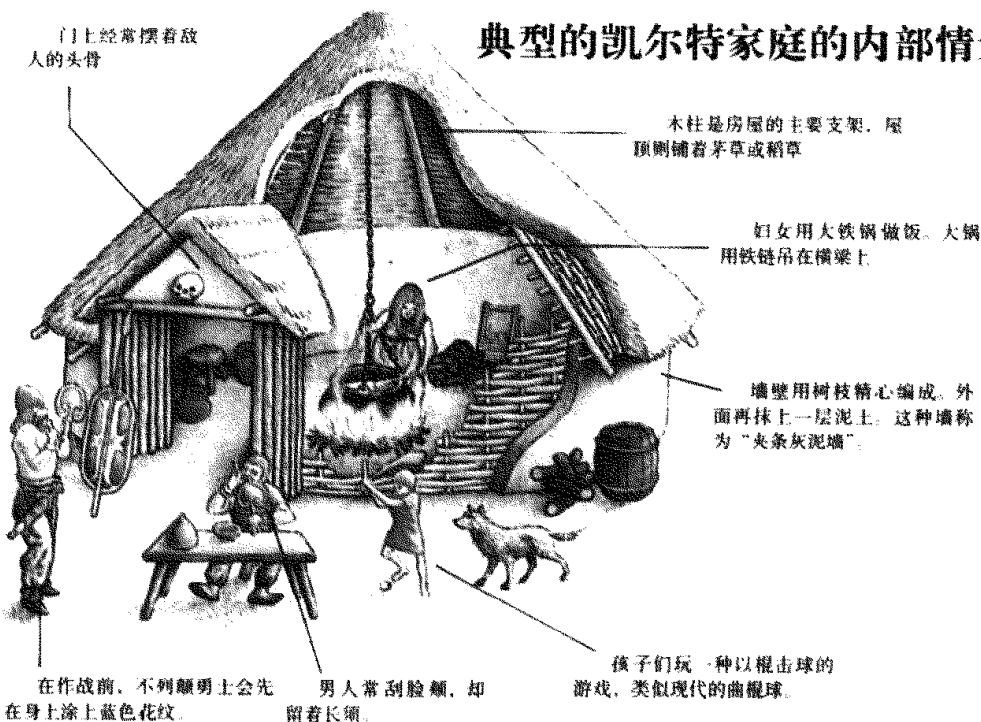 典型的凯尔特家庭的内部情
门上经常摆着敌
人的头骨
木柱是房屋的主要支架，屋
顶则铺着茅草或稻草
妇女用大铁锅做饭。大锅
用铁链吊在横梁上
墙壁用树枝精心编成。外
面再抹上一层泥土。这种墙称
为“夹条灰泥墙”。
在作战前，不列颠勇士会先
在身上涂上蓝色花纹。
男人常刮脸颊，却
留着长须。
孩子们玩一种以棍击球的
游戏，类似现代的曲棍球。